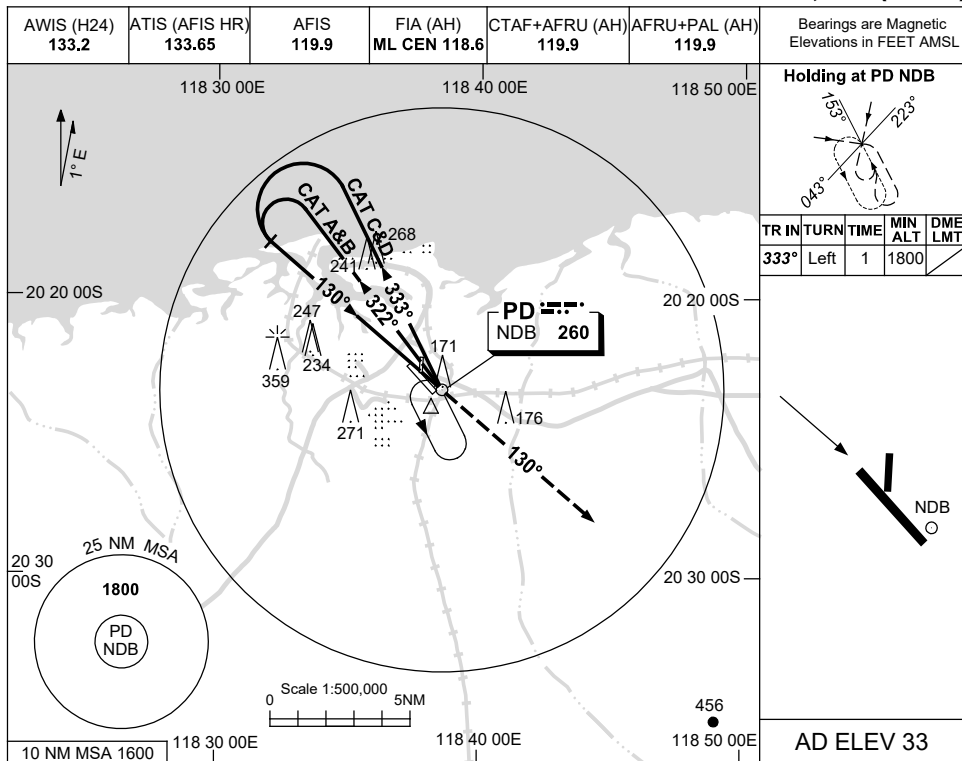 AWIS (H24)
133.2
ATIS (AFIS HR)
133.65
AFIS
119.9
FIA (AH)
ML CEN 118.6
CTAF+AFRU (AH)
119.9
AFRU+PAL (AH)
119.9
Bearings are Magnetic
Elevations in FEET AMSL
118 30 00E
118 40 00E
118 50 00E
1° E
Holding at PD NDB
153°
223°
043°
TR IN
TURN
TIME
MIN ALT
DME LMT
333°
Left
1
1800
CAT A&B
CAT C&D
268
241
130°
322°
333°
20 20 00S
20 20 00S
PD
NDB 260
247
234
359
171
271
176
130°
NDB
20 30 00S
20 30 00S
25 NM MSA
1800
PD
NDB
Scale 1:500,000
0
5NM
456
10 NM MSA 1600
118 30 00E
118 40 00E
118 50 00E
AD ELEV 33